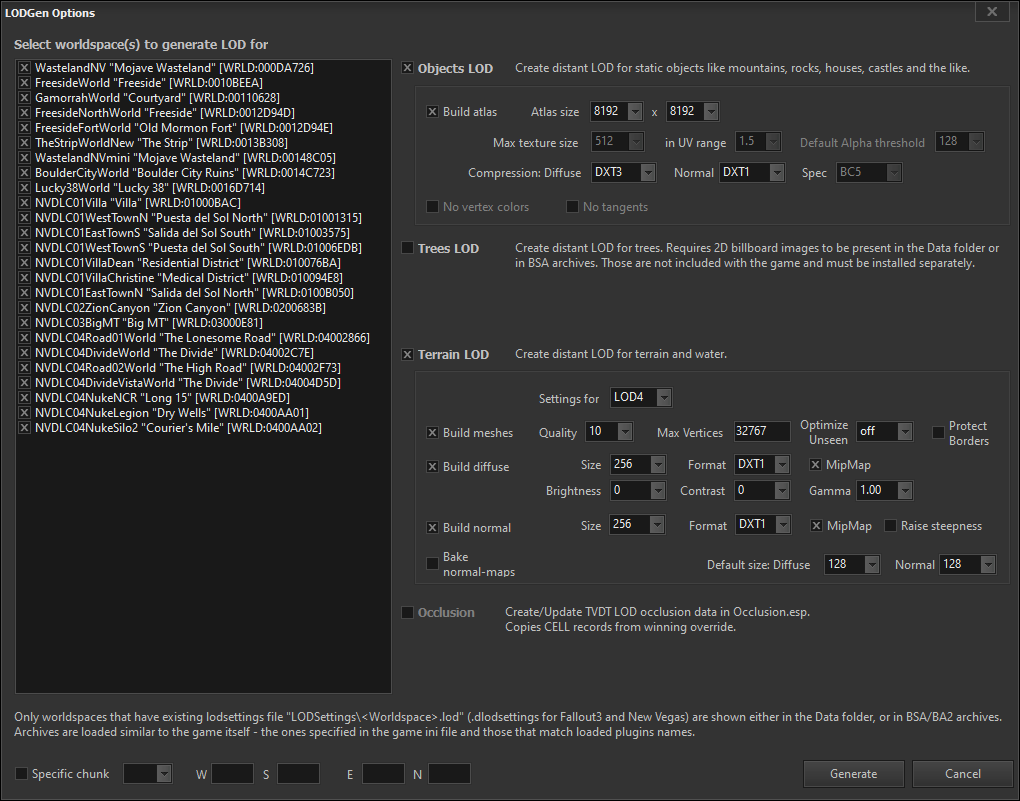 LODGen Options
Select worldspace(s) to generate LOD for
WastelandNV "Mojave Wasteland" [WRLD:000DA726]
FreesideWorld "Freeside" [WRLD:0010BEEA]
GamorrahWorld "Courtyard" [WRLD:00110628]
FreesideNorthWorld "Freeside" [WRLD:0012D94D]
FreesideFortWorld "Old Mormon Fort" [WRLD:0012D94E]
TheStripWorldNew "The Strip" [WRLD:0013B308]
WastelandNVmini "Mojave Wasteland" [WRLD:00148C05]
BoulderCityWorld "Boulder City Ruins" [WRLD:0014C723]
Lucky38World "Lucky 38" [WRLD:0016D714]
NVDLC01Villa "Villa" [WRLD:01000BAC]
NVDLC01WestTownN "Puesta del Sol North" [WRLD:01001315]
NVDLC01EastTownS "Salida del Sol South" [WRLD:01003575]
NVDLC01WestTownS "Puesta del Sol South" [WRLD:01006EDB]
NVDLC01VillaDean "Residential District" [WRLD:010076BA]
NVDLC01VillaChristine "Medical District" [WRLD:010094E8]
NVDLC01EastTownN "Salida del Sol North" [WRLD:0100B050]
NVDLC02ZionCanyon "Zion Canyon" [WRLD:0200683B]
NVDLC03BigMT "Big MT" [WRLD:03000E81]
NVDLC04Road01World "The Lonesome Road" [WRLD:04002866]
NVDLC04DivideWorld "The Divide" [WRLD:04002C7E]
NVDLC04Road02World "The High Road" [WRLD:04002F73]
NVDLC04DivideVistaWorld "The Divide" [WRLD:04004D5D]
NVDLC04NukeNCR "Long 15" [WRLD:0400A9ED]
NVDLC04NukeLegion "Dry Wells" [WRLD:0400AA01]
NVDLC04NukeSilo2 "Courier's Mile" [WRLD:0400AA02]
Objects LOD Create distant LOD for static objects like mountains, rocks, houses, castles and the like.
Build atlas Atlas size 8192 x 8192
Max texture size 512 in UV range 1.5 Default Alpha threshold 128
Compression: Diffuse DXT3 Normal DXT1 Spec BC5
No vertex colors No tangents
Trees LOD Create distant LOD for trees. Requires 2D billboard images to be present in the Data folder or
in BSA archives. Those are not included with the game and must be installed separately.
Terrain LOD Create distant LOD for terrain and water.
Settings for LOD4
Build meshes Quality 10 Max Vertices 32767 Optimize Unseen off Protect Borders
Build diffuse Size 256 Format DXT1 MipMap
Brightness 0 Contrast 0 Gamma 1.00
Build normal Size 256 Format DXT1 MipMap Raise steepness
Bake normal-maps Default size: Diffuse 128 Normal 128
Occlusion Create/Update TVDT LOD occlusion data in Occlusion.esp.
Copies CELL records from winning override.
Only worldspaces that have existing lodsettings file "LODSettings\<Worldspace>.lod" (.dlodsettings for Fallout3 and New Vegas) are shown either in the Data folder, or in BSA/BA2 archives.
Archives are loaded similar to the game itself - the ones specified in the game ini file and those that match loaded plugins names.
Specific chunk W S E N Generate Cancel